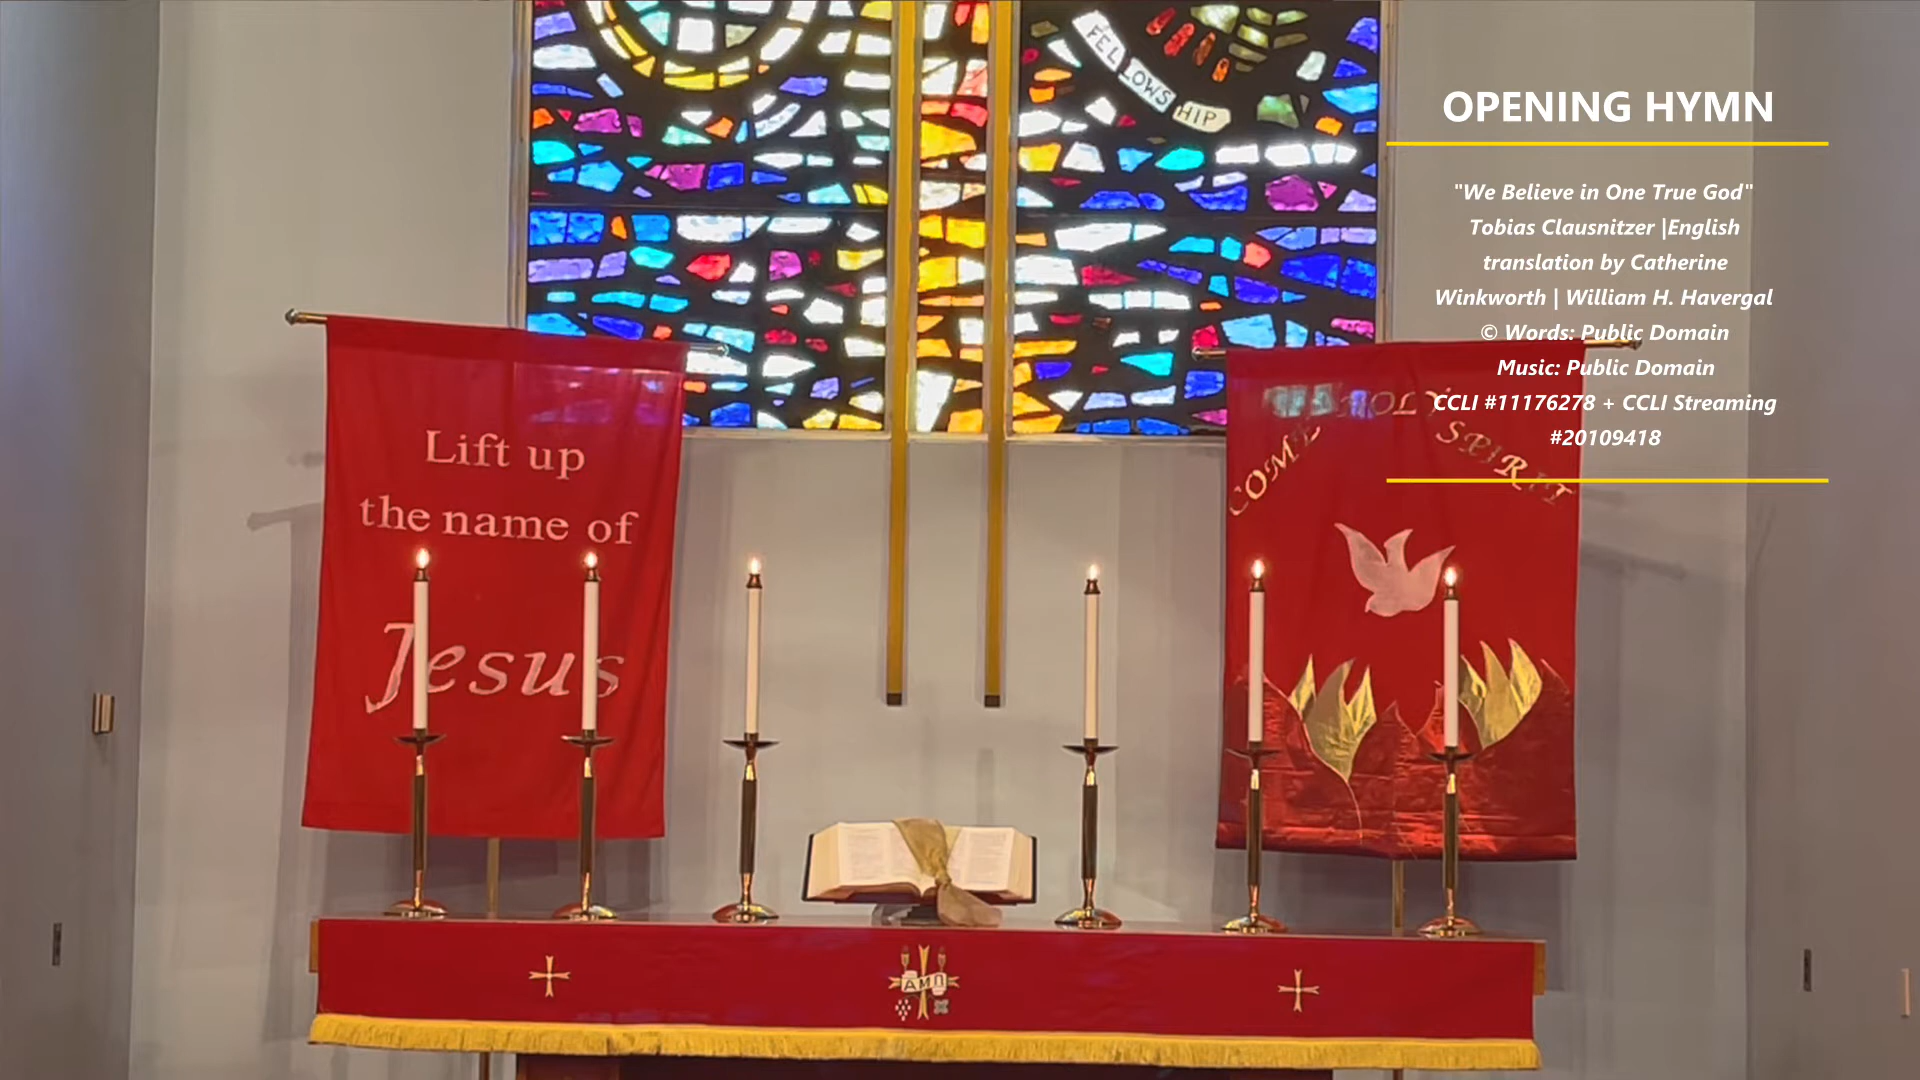 FELLOWSHIP
OPENING HYMN
"We Believe in One True God"
Tobias Clausnitzer |English
translation by Catherine
Winkworth | William H. Havergal
© Words: Public Domain
Music: Public Domain
CCLI #11176278 + CCLI Streaming
#20109418
Lift up
the name of
Jesus
COME
HOLY
SPIRIT